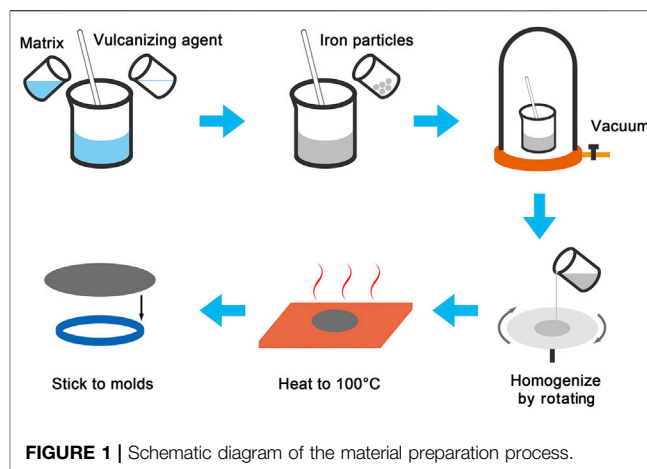 Matrix
Vulcanizing agent
Iron particles
Vacuum
Stick to molds
Heat to 100°C
Homogenize
by rotating
FIGURE 1 | Schematic diagram of the material preparation process.